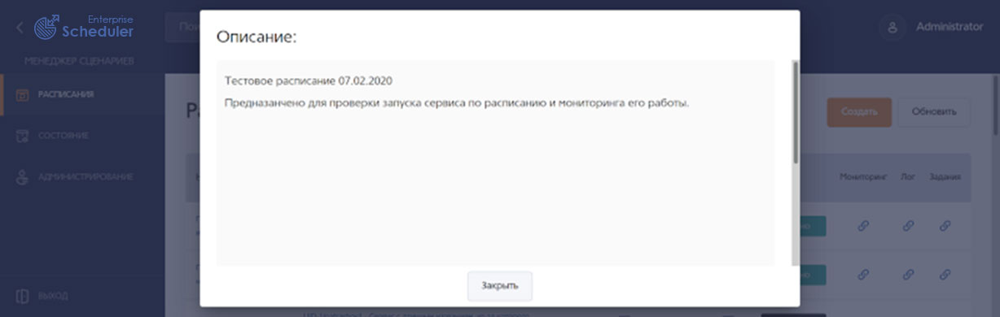 Enterprise
Scheduler
Administrator
МЕНЕДЖЕР СЦЕНАРИЕВ
Описание:
Тестовое расписание 07.02.2020
Предназанчено для проверки запуска сервиса по расписанию и мониторинга его работы.
РАСПИСАНИЯ
СОСТОЯНИЕ
АДМИНИСТРИРОВАНИЕ
Создать
Обновить
Мониторинг Лог Задания
Закрыть
ВЫХОД